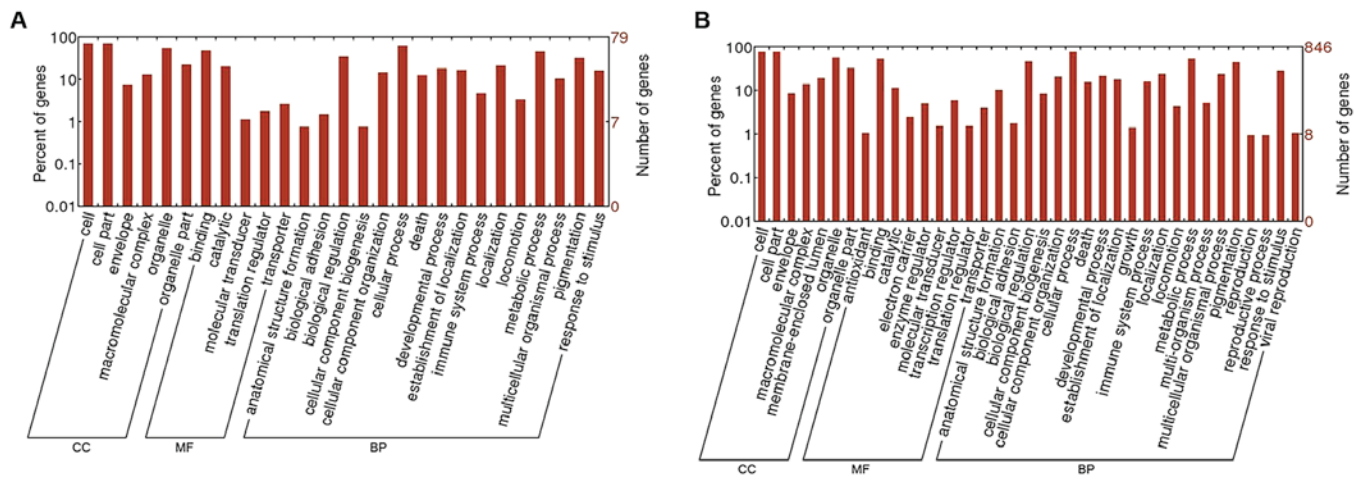 A
Percent of genes
100
10
1
0.1
0.01
79
7
0
Number of genes
cell
cell part
envelope
macromolecular complex
organelle
organelle part
binding
catalytic
molecular transducer
translation regulator
transporter
anatomical structure formation
biological adhesion
biological regulation
cellular component biogenesis
cellular component organization
cellular process
death
developmental process
establishment of localization
immune system process
localization
locomotion
metabolic process
multicellular organismal process
pigmentation
response to stimulus
CC
MF
BP
B
Percent of genes
100
10
1
0.1
0.01
846
8
0
Number of genes
cell
cell part
envelope
macromolecular complex
membrane-enclosed lumen
organelle
organelle part
antioxidant
binding
catalytic
electron carrier
enzyme regulator
molecular transducer
transcription regulator
translation regulator
transporter
anatomical structure formation
biological adhesion
biological regulation
cellular component biogenesis
cellular component organization
cellular process
death
developmental process
establishment of localization
growth
immune system process
localization
locomotion
metabolic process
multi-organism process
multicellular organismal process
pigmentation
reproduction
reproductive process
response to stimulus
viral reproduction
CC
MF
BP